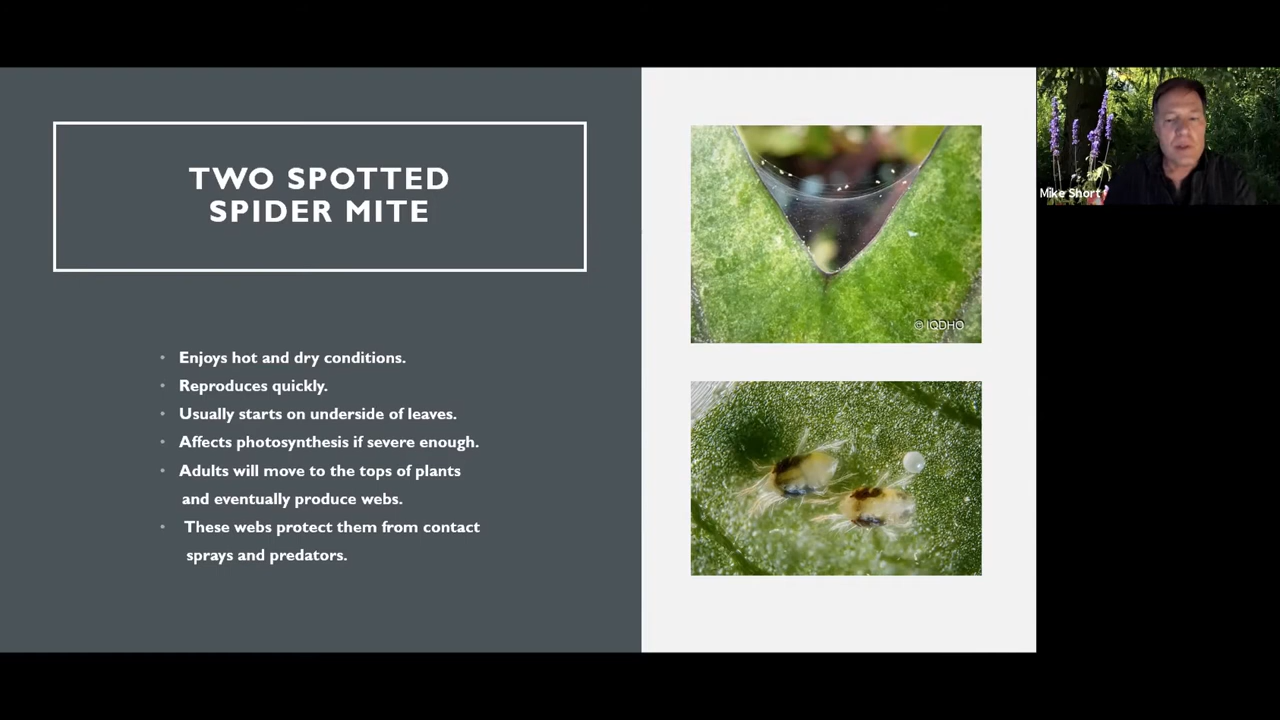 TWO SPOTTED
SPIDER MITE
• Enjoys hot and dry conditions.
• Reproduces quickly.
• Usually starts on underside of leaves.
• Affects photosynthesis if severe enough.
• Adults will move to the tops of plants
and eventually produce webs.
• These webs protect them from contact
sprays and predators.
© IQDHO
Mike Short